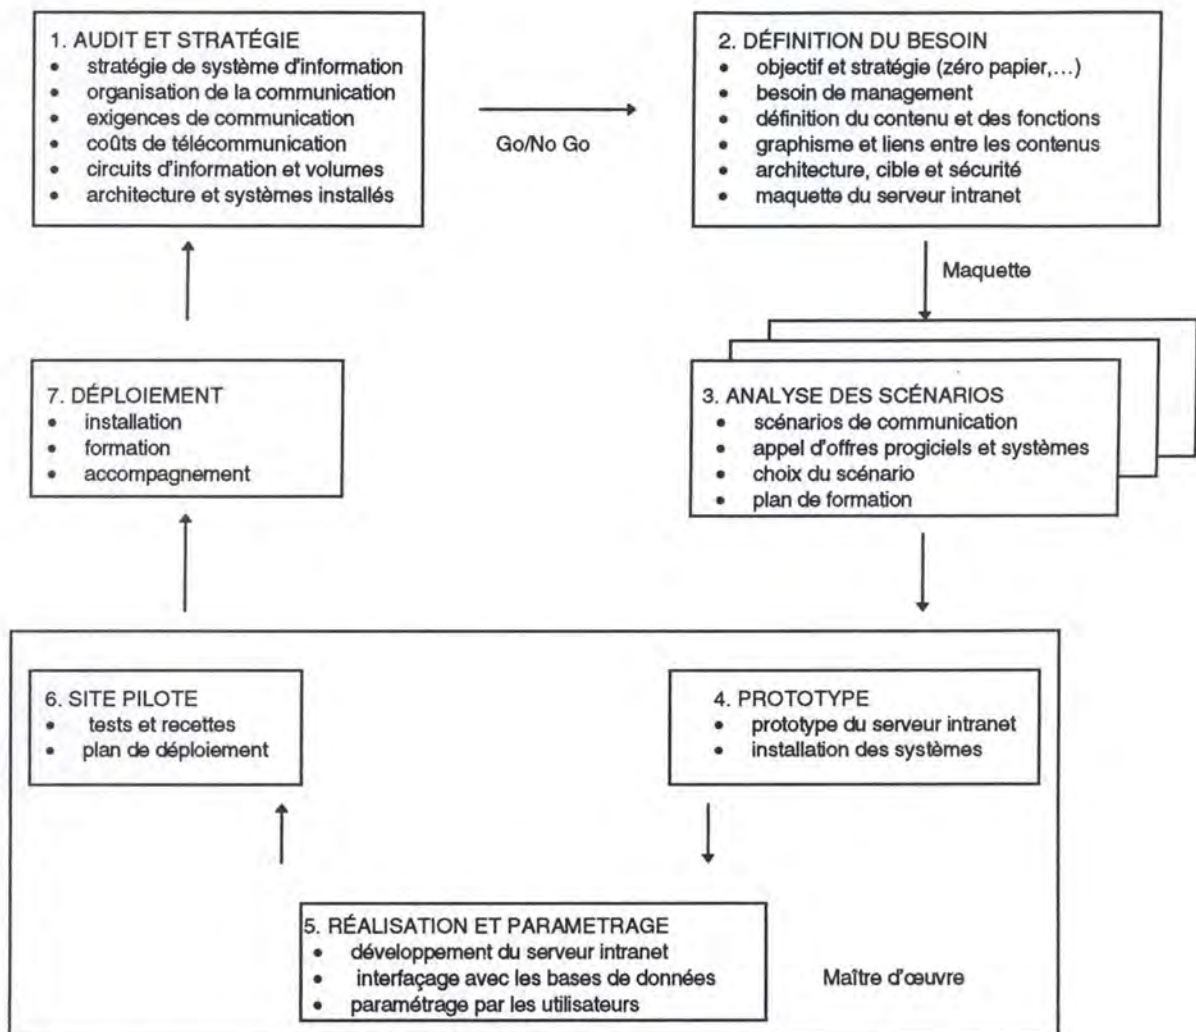 1. AUDIT ET STRATÉGIE
• stratégie de système d'information
• organisation de la communication
• exigences de communication
• coûts de télécommunication
• circuits d'information et volumes
• architecture et systèmes installés
Go/No Go
2. DÉFINITION DU BESOIN
• objectif et stratégie (zéro papier,…)
• besoin de management
• définition du contenu et des fonctions
• graphisme et liens entre les contenus
• architecture, cible et sécurité
• maquette du serveur intranet
Maquette
3. ANALYSE DES SCÉNARIOS
• scénarios de communication
• appel d'offres progiciels et systèmes
• choix du scénario
• plan de formation
4. PROTOTYPE
• prototype du serveur intranet
• installation des systèmes
5. RÉALISATION ET PARAMETRAGE
• développement du serveur intranet
• interfaçage avec les bases de données
• paramétrage par les utilisateurs
Maître d'œuvre
6. SITE PILOTE
• tests et recettes
• plan de déploiement
7. DÉPLOIEMENT
• installation
• formation
• accompagnement